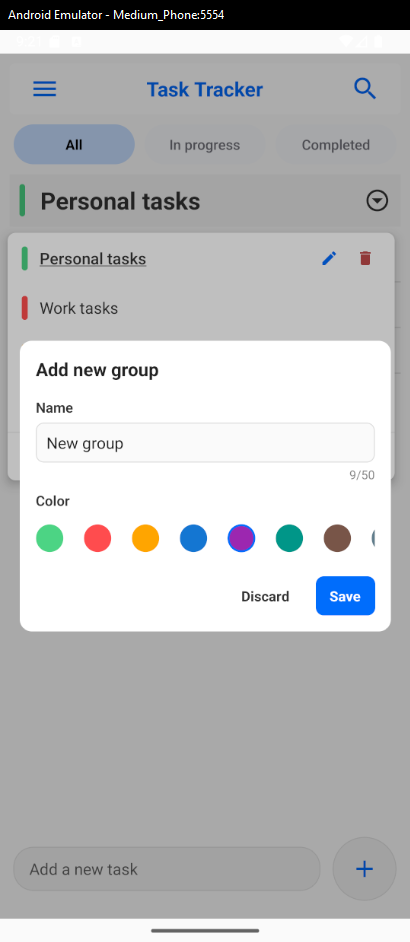 Android Emulator - Medium_Phone:5554
Task Tracker
All
In progress
Completed
Personal tasks
Personal tasks
Work tasks
Add new group
Name
New group
9/50
Color
Discard
Save
Add a new task